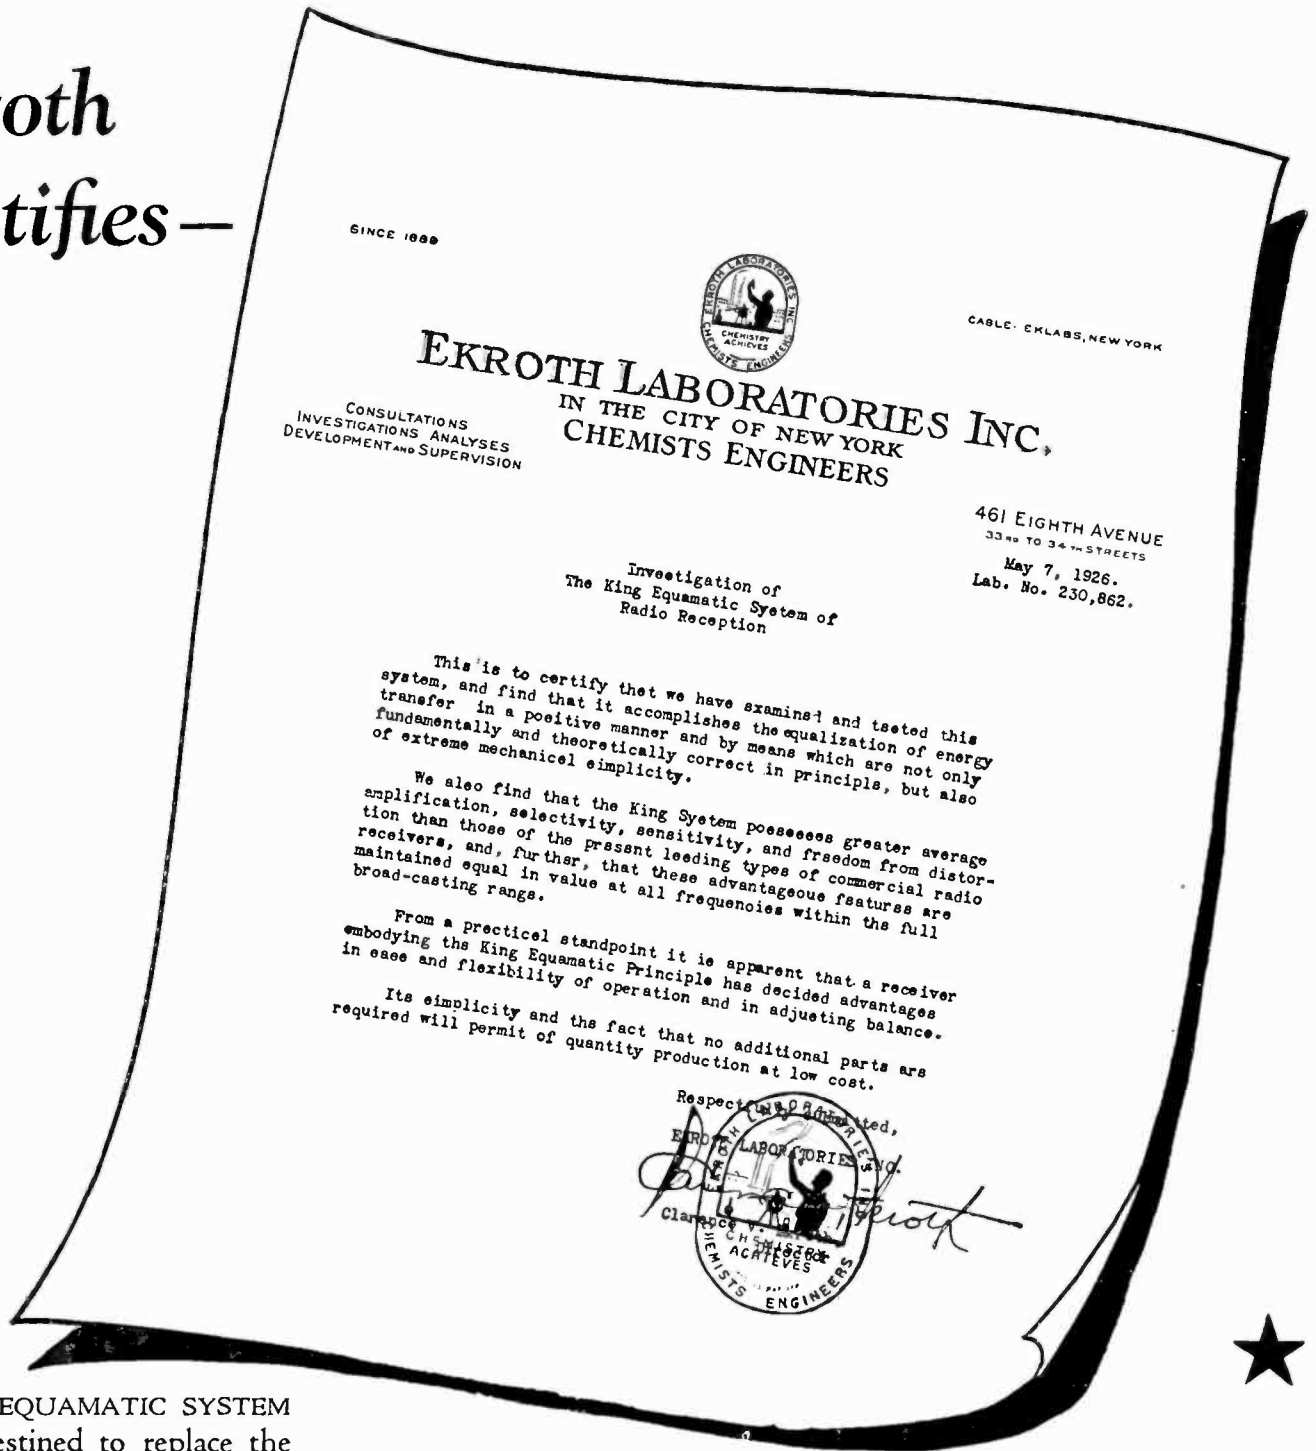 oth
tifies—
SINCE 1889
EKROTH LABORATORIES INC
CHEMISTRY
ACHIEVES
CHEMISTS ENGINEERS
CABLE. EKLABS, NEW YORK
EKROTH LABORATORIES INC.
IN THE CITY OF NEW YORK
CHEMISTS ENGINEERS
CONSULTATIONS
INVESTIGATIONS ANALYSES
DEVELOPMENT AND SUPERVISION
461 EIGHTH AVENUE
33RD TO 34TH STREETS
May 7, 1926.
Lab. No. 230,862.
Investigation of
The King Equamatic System of
Radio Reception
This is to certify that we have examined and tested this
system, and find that it accomplishes the equalization of energy
transfer in a positive manner and by means which are not only
fundamentally and theoretically correct in principle, but also
of extreme mechanical simplicity.
We also find that the King System possesses greater average
amplification, selectivity, sensitivity, and freedom from distor-
tion than those of the present leading types of commercial radio
receivers, and, further, that these advantageous features are
maintained equal in value at all frequencies within the full
broad-casting range.
From a practical standpoint it is apparent that a receiver
embodying the King Equamatic Principle has decided advantages
in ease and flexibility of operation and in adjusting balance.
Its simplicity and the fact that no additional parts are
required will permit of quantity production at low cost.
Respectfully submitted,
EKROTH LABORATORIES INC.
Clarence V. Ekroth
Director
EKROTH LABORATORIES INC
CHEMISTRY
ACHIEVES
CHEMISTS ENGINEERS
EQUAMATIC SYSTEM
estined to replace the